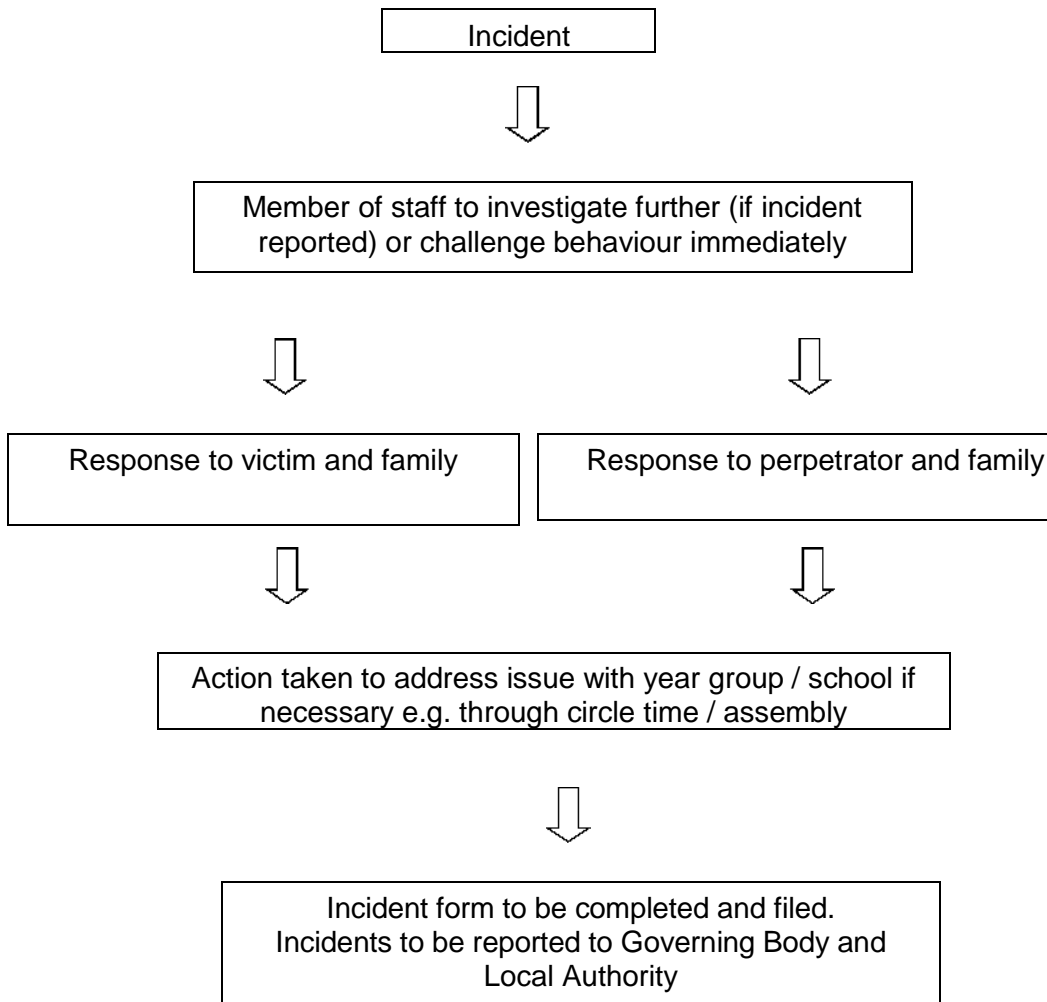 Incident
Member of staff to investigate further (if incident
reported) or challenge behaviour immediately
Response to victim and family
Response to perpetrator and family
Action taken to address issue with year group / school if
necessary e.g. through circle time / assembly
Incident form to be completed and filed.
Incidents to be reported to Governing Body and
Local Authority